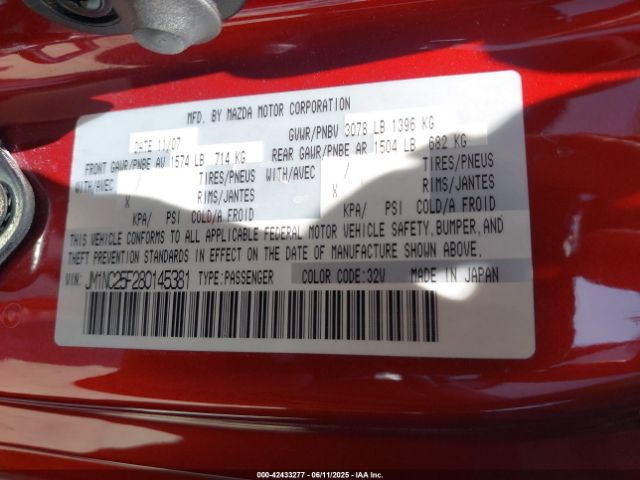 MFD. BY MAZDA MOTOR CORPORATION
DATE 11/07 GVWR/PNBV 3078 LB 1396 KG
FRONT GAWR/PNBE AV 1574 LB 714 KG REAR GAWR/PNBE AR 1504 LB 682 KG
WITH/AVEC / TIRES/PNEUS WITH/AVEC / TIRES/PNEUS
X RIMS/JANTES X RIMS/JANTES
KPA/ PSI COLD/A FROID KPA/ PSI COLD/A FROID
THIS VEHICLE CONFORMS TO ALL APPLICABLE FEDERAL MOTOR VEHICLE SAFETY, BUMPER, AND
THEFT PREVENTION STANDARDS IN EFFECT ON THE DATE OF MANUFACTURE SHOWN ABOVE.
VIN: JM1NC25F280145381 TYPE:PASSENGER COLOR CODE:32V MADE IN JAPAN
000-42433277 - 06/11/2025 - IAAI.COM